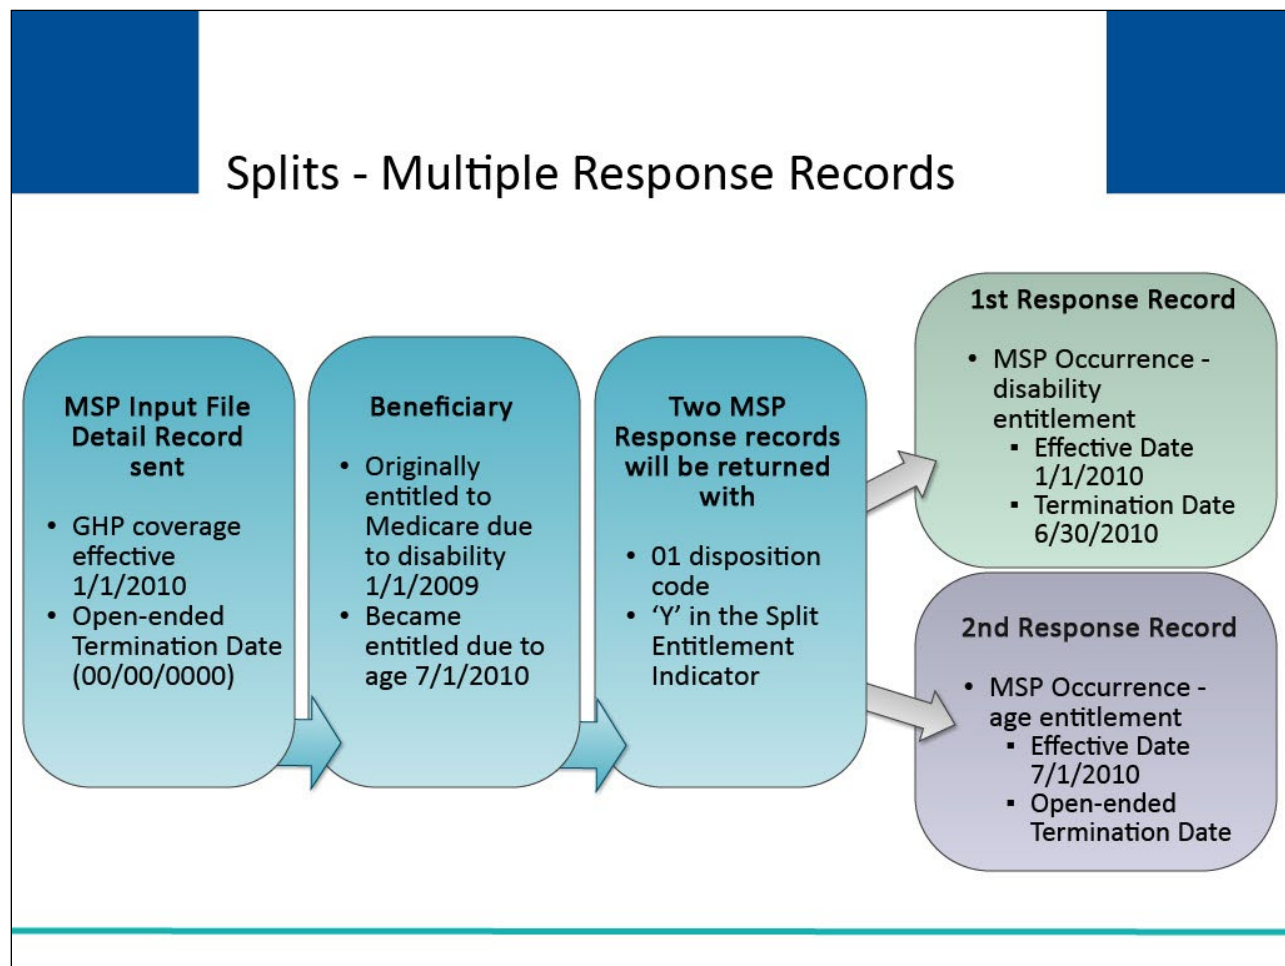 Splits - Multiple Response Records
MSP Input File
Detail Record
sent
• GHP coverage
effective
1/1/2010
• Open-ended
Termination Date
(00/00/0000)
Beneficiary
• Originally
entitled to
Medicare due
to disability
1/1/2009
• Became
entitled due to
age 7/1/2010
Two MSP
Response records
will be returned
with
• 01 disposition
code
• ‘Y’ in the Split
Entitlement
Indicator
1st Response Record
• MSP Occurrence -
disability
entitlement
▪ Effective Date
1/1/2010
▪ Termination Date
6/30/2010
2nd Response Record
• MSP Occurrence -
age entitlement
▪ Effective Date
7/1/2010
▪ Open-ended
Termination Date